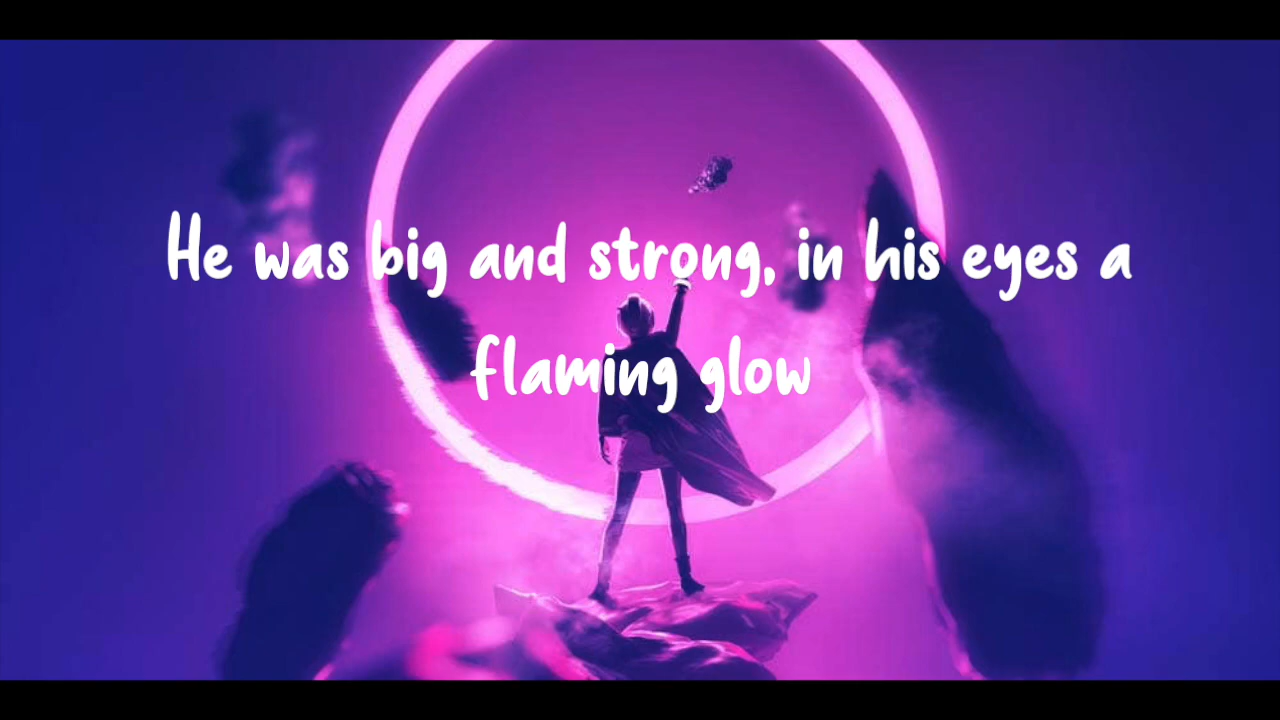 He was big and strong, in his eyes a
flaming glow